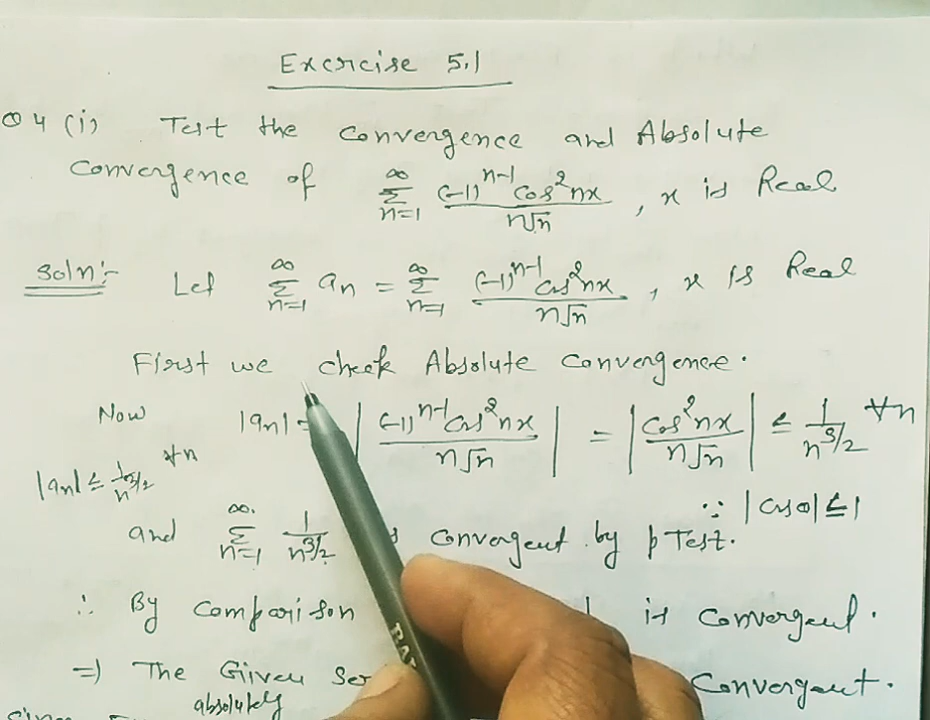 Exercise 5.1
Q 4 (i) Test the Convergence and Absolute
Convergence of ∞∑n=1 (-1)^(n-1) cos²nx / n√n , x is Real
Soln:- Let ∞∑n=1 an = ∞∑n=1 (-1)^(n-1) cos²nx / n√n , x is Real
First we check Absolute Convergence.
Now |an| = | (-1)^(n-1) cos²nx / n√n | = | cos²nx / n√n | ≤ 1/n^(3/2) ∀n
|an| ≤ 1/n^(3/2) ∀n
∵ |cosθ| ≤ 1
and ∞∑n=1 1/n^(3/2) Convergent by p Test.
∴ By Comparison is Convergent.
⇒ The Given Convergent.
absolutely